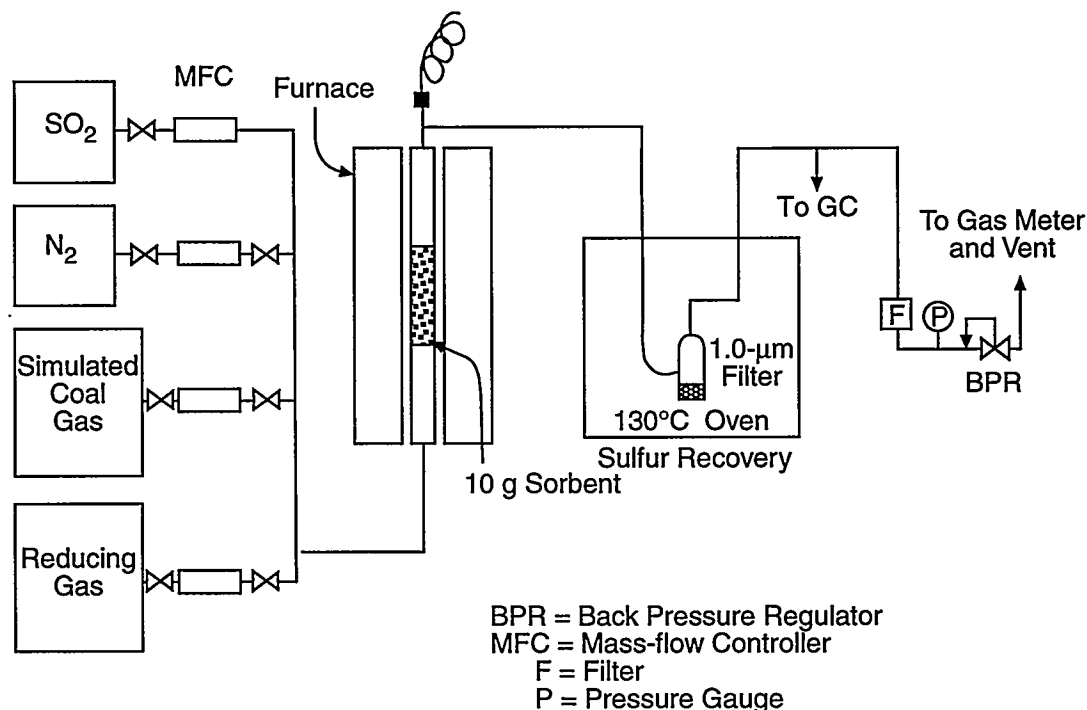 MFC
Furnace
SO2
N2
Simulated
Coal
Gas
Reducing
Gas
10 g Sorbent
1.0-µm
Filter
130°C Oven
Sulfur Recovery
To GC
To Gas Meter
and Vent
F
P
BPR
BPR = Back Pressure Regulator
MFC = Mass-flow Controller
F = Filter
P = Pressure Gauge